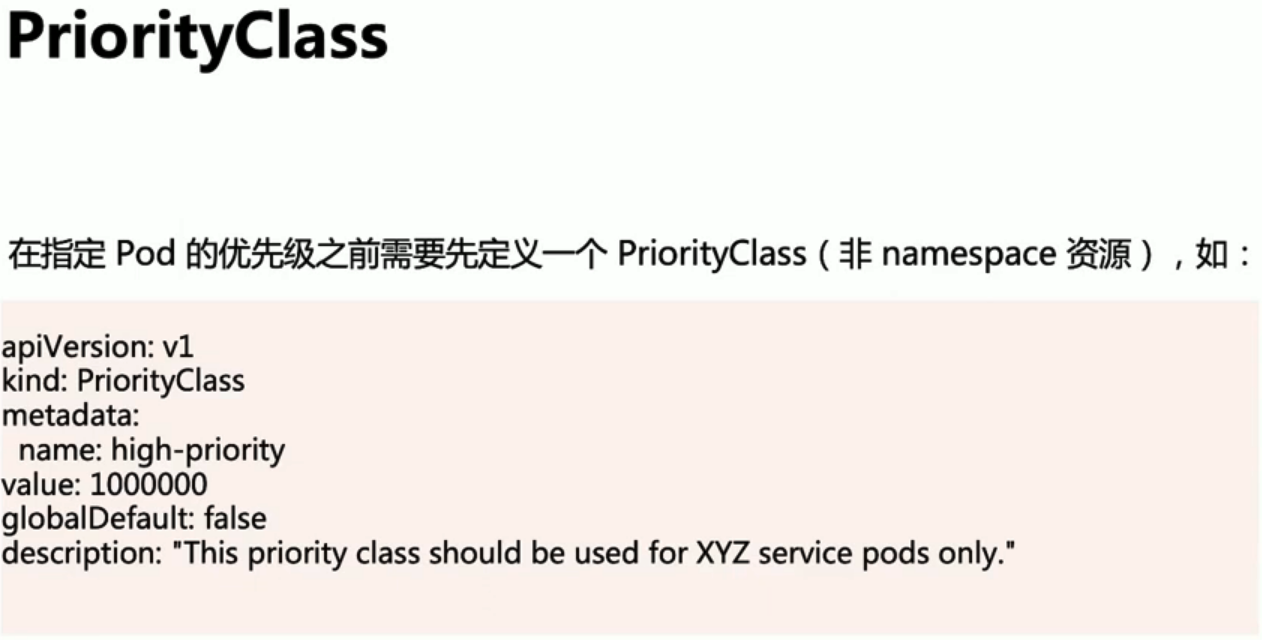 PriorityClass
在指定 Pod 的优先级之前需要先定义一个 PriorityClass（非 namespace 资源），如：
apiVersion: v1
kind: PriorityClass
metadata:
  name: high-priority
value: 1000000
globalDefault: false
description: "This priority class should be used for XYZ service pods only."